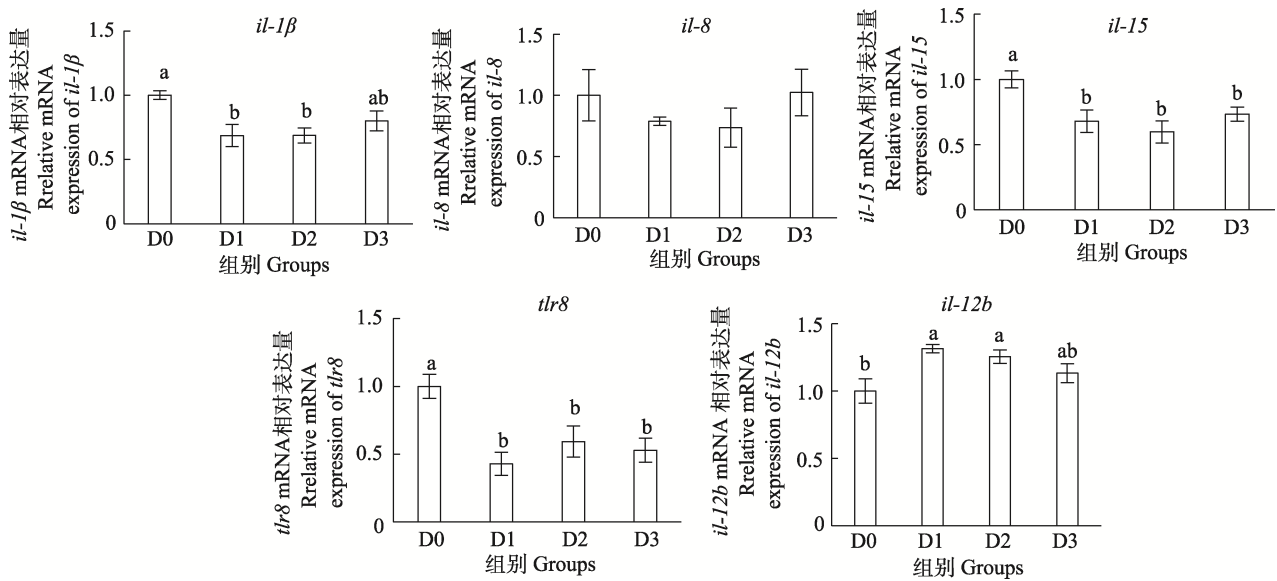 il-1β
il-1β mRNA相对表达量
Rrelative mRNA
expression of il-1β
1.5
1.0
0.5
0
a
b
b
ab
D0 D1 D2 D3
组别 Groups
il-8
il-8 mRNA相对表达量
Rrelative mRNA
expression of il-8
1.5
1.0
0.5
0
D0 D1 D2 D3
组别 Groups
il-15
il-15 mRNA相对表达量
Rrelative mRNA
expression of il-15
1.5
1.0
0.5
0
a
b
b
b
D0 D1 D2 D3
组别 Groups
tlr8
tlr8 mRNA相对表达量
Rrelative mRNA
expression of tlr8
1.5
1.0
0.5
0
a
b
b
b
D0 D1 D2 D3
组别 Groups
il-12b
il-12b mRNA 相对表达量
Rrelative mRNA
expression of il-12b
1.5
1.0
0.5
0
b
a
a
ab
D0 D1 D2 D3
组别 Groups